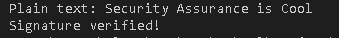 Plain text: Security Assurance is Cool
Signature verified!